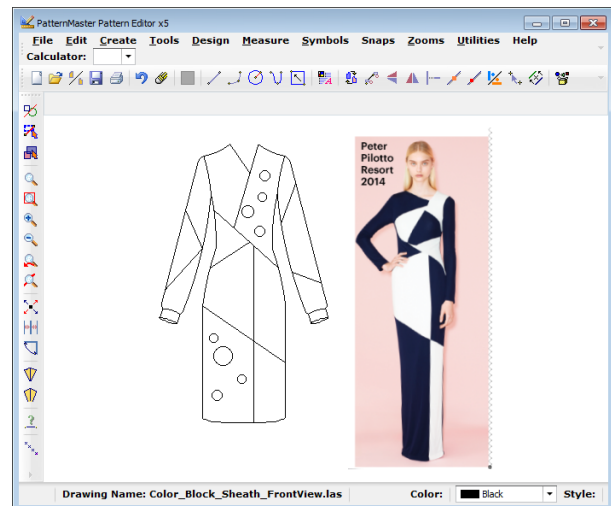 PatternMaster Pattern Editor x5
File Edit Create Tools Design Measure Symbols Snaps Zooms Utilities Help
Calculator:
Peter
Pilotto
Resort
2014
Drawing Name: Color_Block_Sheath_FrontView.las Color: Black Style: